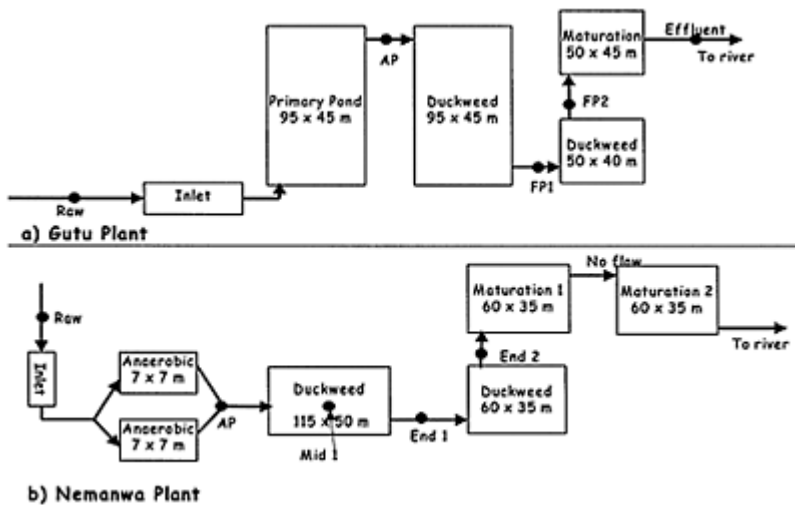 Effluent
Maturation
50 x 45 m
To river
AP
Primary Pond
95 x 45 m
Duckweed
95 x 45 m
FP2
Duckweed
50 x 40 m
FP1
Inlet
Raw
a) Gutu Plant
No flow
Maturation 1
60 x 35 m
Maturation 2
60 x 35 m
To river
Raw
Inlet
Anaerobic
7 x 7 m
Anaerobic
7 x 7 m
AP
Duckweed
115 x 50 m
Mid 1
End 1
End 2
Duckweed
60 x 35 m
b) Nemanwa Plant